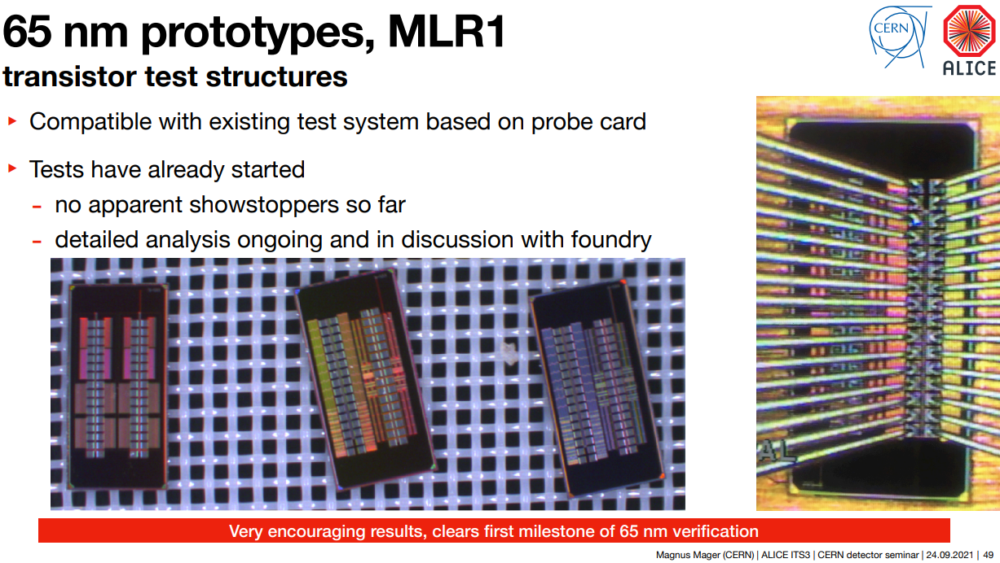 65 nm prototypes, MLR1
transistor test structures
CERN
ALICE
Compatible with existing test system based on probe card
Tests have already started
no apparent showstoppers so far
detailed analysis ongoing and in discussion with foundry
AL
Very encouraging results, clears first milestone of 65 nm verification
Magnus Mager (CERN) | ALICE ITS3 | CERN detector seminar | 24.09.2021 | 49